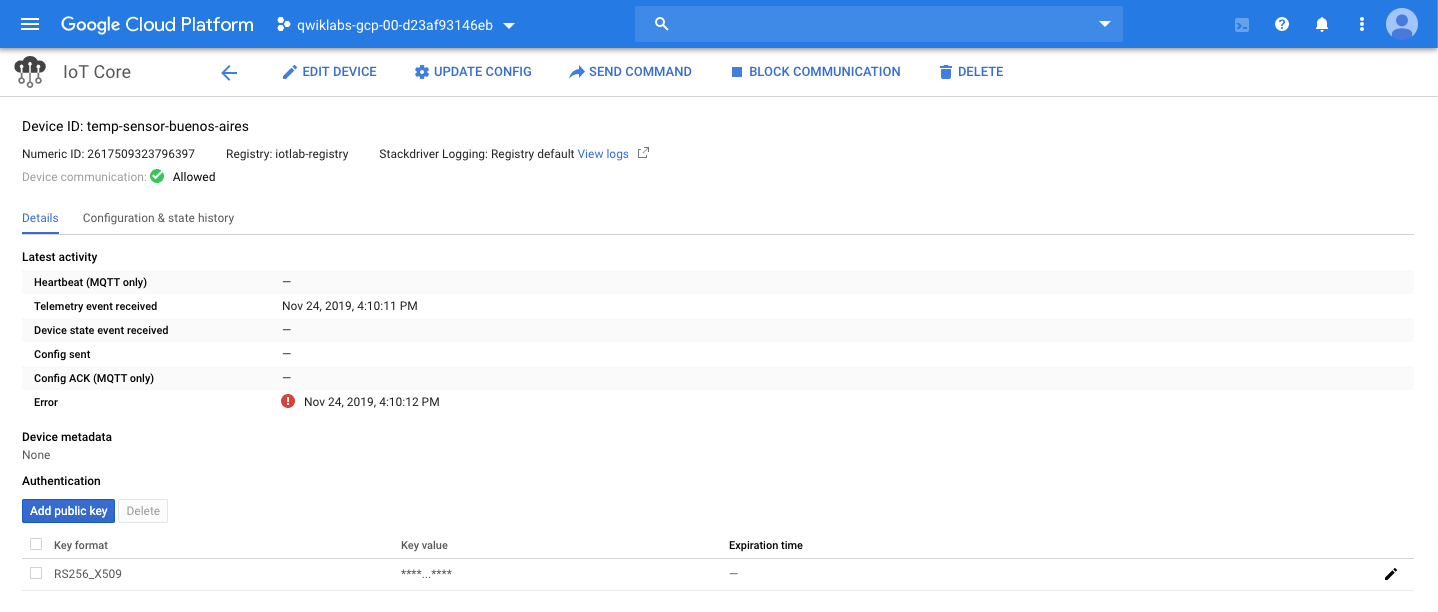 Google Cloud Platform qwiklabs-gcp-00-d23af93146eb
IoT Core EDIT DEVICE UPDATE CONFIG SEND COMMAND BLOCK COMMUNICATION DELETE
Device ID: temp-sensor-buenos-aires
Numeric ID: 2617509323796397 Registry: iotlab-registry Stackdriver Logging: Registry default View logs
Device communication: Allowed
Details Configuration & state history
Latest activity
Heartbeat (MQTT only) —
Telemetry event received Nov 24, 2019, 4:10:11 PM
Device state event received —
Config sent —
Config ACK (MQTT only) —
Error Nov 24, 2019, 4:10:12 PM
Device metadata
None
Authentication
Add public key Delete
Key format Key value Expiration time
RS256_X509 ****...**** —